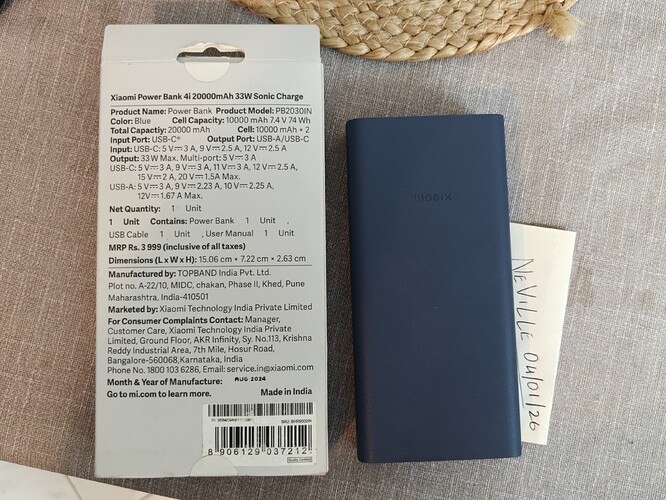 Xiaomi Power Bank 4i 20000mAh 33W Sonic Charge
Product Name: Power Bank Product Model: PB2030IN
Color: Blue Cell Capacity: 10000 mAh 7.4 V 74 Wh
Total Capactiy: 20000 mAh Cell: 10000 mAh * 2
Input Port: USB-C® Output Port: USB-A/USB-C
Input: USB-C: 5 V⎓3 A, 9 V⎓2.5 A, 12 V⎓2.5 A
Output: 33W Max. Multi-port: 5 V⎓3 A
USB-C: 5 V⎓3 A, 9 V⎓3 A, 11 V⎓3 A, 12 V⎓2.5 A,
15 V⎓2 A, 20 V⎓1.5A Max.
USB-A: 5 V⎓3 A, 9 V⎓2.23 A, 10 V⎓2.25 A,
12V⎓1.67 A Max.
Net Quantity: 1 Unit
1 Unit Contains: Power Bank 1 Unit ,
USB Cable 1 Unit , User Manual 1 Unit
MRP Rs. 3 999 (inclusive of all taxes)
Dimensions (L x W x H): 15.06 cm * 7.22 cm * 2.63 cm
Manufactured by: TOPBAND India Pvt. Ltd.
Plot no. A-22/10, MIDC, chakan, Phase II, Khed, Pune
Maharashtra, India-410501
Marketed by: Xiaomi Technology India Private Limited
For Consumer Complaints Contact: Manager,
Customer Care, Xiaomi Technology India Private
Limited, Ground Floor, AKR Infinity, Sy. No.113, Krishna
Reddy Industrial Area, 7th Mile, Hosur Road,
Bangalore-560068,Karnataka, India
Phone No. 1800 103 6286, Email: service.in@xiaomi.com
Month & Year of Manufacture: AUG 2024
Go to mi.com to learn more. Made in India
8 906129 037212
xiaomi
NEVILLE 04/01/26